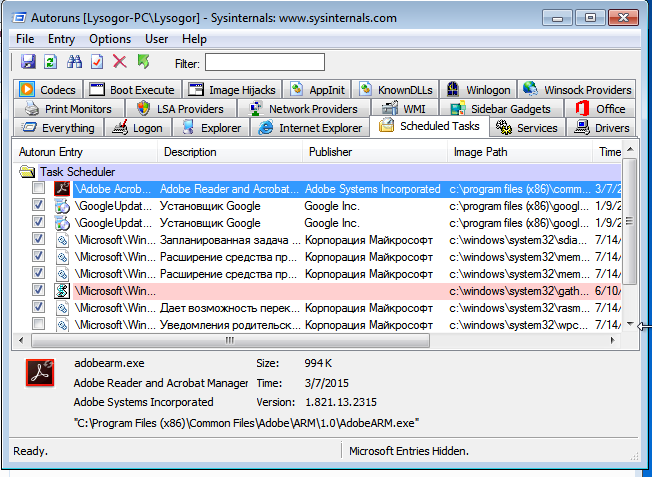 Autoruns [Lysogor-PC\Lysogor] - Sysinternals: www.sysinternals.com
File Entry Options User Help
Filter:
Codecs Boot Execute Image Hijacks AppInit KnownDLLs Winlogon Winsock Providers
Print Monitors LSA Providers Network Providers WMI Sidebar Gadgets Office
Everything Logon Explorer Internet Explorer Scheduled Tasks Services Drivers
Autorun Entry Description Publisher Image Path Time
Task Scheduler
\Adobe Acrob... Adobe Reader and Acrobat... Adobe Systems Incorporated c:\program files (x86)\comm... 3/7/2
\GoogleUpdat... Установщик Google Google Inc. c:\program files (x86)\googl... 1/9/2
\GoogleUpdat... Установщик Google Google Inc. c:\program files (x86)\googl... 1/9/2
\Microsoft\Win... Запланированная задача ... Корпорация Майкрософт c:\windows\system32\sdia... 7/14/
\Microsoft\Win... Расширение средства пр... Корпорация Майкрософт c:\windows\system32\mem... 7/14/
\Microsoft\Win... Расширение средства пр... Корпорация Майкрософт c:\windows\system32\mem... 7/14/
\Microsoft\Win... c:\windows\system32\gath... 6/10/
\Microsoft\Win... Дает возможность перек... Корпорация Майкрософт c:\windows\system32\rasm... 7/14/
\Microsoft\Win... Уведомления родительск... Корпорация Майкрософт c:\windows\system32\wpc... 7/14/
adobearm.exe Size: 994 K
Adobe Reader and Acrobat Manager Time: 3/7/2015
Adobe Systems Incorporated Version: 1.821.13.2315
"C:\Program Files (x86)\Common Files\Adobe\ARM\1.0\AdobeARM.exe"
Ready. Microsoft Entries Hidden.